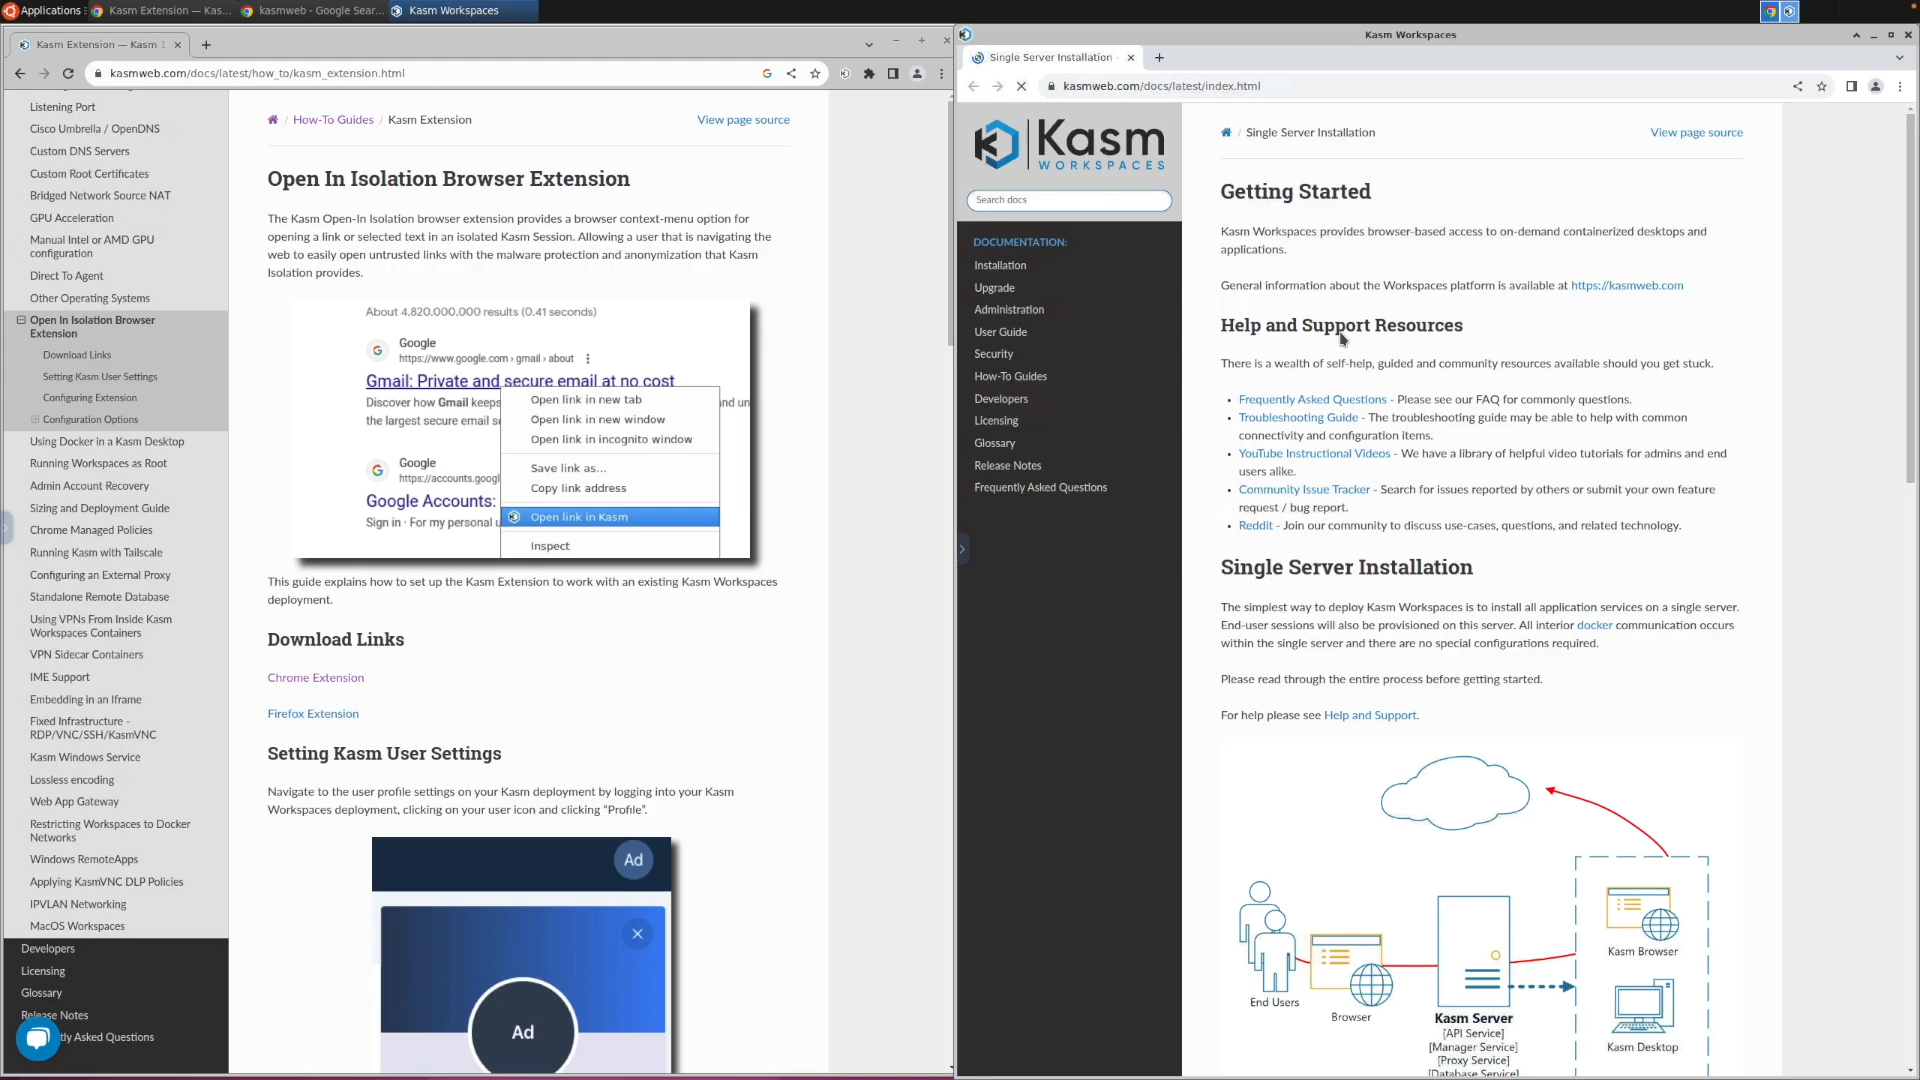 Applications
Kasm Extension — Kas...
kasmweb - Google Sear...
Kasm Workspaces
Kasm Extension — Kasm 1
kasmweb.com/docs/latest/how_to/kasm_extension.html
Listening Port
Cisco Umbrella / OpenDNS
Custom DNS Servers
Custom Root Certificates
Bridged Network Source NAT
GPU Acceleration
Manual Intel or AMD GPU
configuration
Direct To Agent
Other Operating Systems
Open In Isolation Browser
Extension
Download Links
Setting Kasm User Settings
Configuring Extension
Configuration Options
Using Docker in a Kasm Desktop
Running Workspaces as Root
Admin Account Recovery
Sizing and Deployment Guide
Chrome Managed Policies
Running Kasm with Tailscale
Configuring an External Proxy
Standalone Remote Database
Using VPNs From Inside Kasm
Workspaces Containers
VPN Sidecar Containers
IME Support
Embedding in an Iframe
Fixed Infrastructure -
RDP/VNC/SSH/KasmVNC
Kasm Windows Service
Lossless encoding
Web App Gateway
Restricting Workspaces to Docker
Networks
Windows RemoteApps
Applying KasmVNC DLP Policies
IPVLAN Networking
MacOS Workspaces
Developers
Licensing
Glossary
Release Notes
tly Asked Questions
/ How-To Guides / Kasm Extension
View page source
Open In Isolation Browser Extension
The Kasm Open-In Isolation browser extension provides a browser context-menu option for
opening a link or selected text in an isolated Kasm Session. Allowing a user that is navigating the
web to easily open untrusted links with the malware protection and anonymization that Kasm
Isolation provides.
About 4,820,000,000 results (0.41 seconds)
Google
https://www.google.com › gmail › about
Gmail: Private and secure email at no cost
Discover how Gmail keeps
nd un
the largest secure email s
Open link in new tab
Open link in new window
Open link in incognito window
Save link as...
Copy link address
Open link in Kasm
Inspect
Google
https://accounts.googl
Google Accounts:
Sign in · For my personal u
This guide explains how to set up the Kasm Extension to work with an existing Kasm Workspaces
deployment.
Download Links
Chrome Extension
Firefox Extension
Setting Kasm User Settings
Navigate to the user profile settings on your Kasm deployment by logging into your Kasm
Workspaces deployment, clicking on your user icon and clicking “Profile”.
Ad
Ad
Kasm Workspaces
Single Server Installation
kasmweb.com/docs/latest/index.html
Kasm
WORKSPACES
Search docs
DOCUMENTATION:
Installation
Upgrade
Administration
User Guide
Security
How-To Guides
Developers
Licensing
Glossary
Release Notes
Frequently Asked Questions
/ Single Server Installation
View page source
Getting Started
Kasm Workspaces provides browser-based access to on-demand containerized desktops and
applications.
General information about the Workspaces platform is available at https://kasmweb.com
Help and Support Resources
There is a wealth of self-help, guided and community resources available should you get stuck.
• Frequently Asked Questions - Please see our FAQ for commonly questions.
• Troubleshooting Guide - The troubleshooting guide may be able to help with common
connectivity and configuration items.
• YouTube Instructional Videos - We have a library of helpful video tutorials for admins and end
users alike.
• Community Issue Tracker - Search for issues reported by others or submit your own feature
request / bug report.
• Reddit - Join our community to discuss use-cases, questions, and related technology.
Single Server Installation
The simplest way to deploy Kasm Workspaces is to install all application services on a single server.
End-user sessions will also be provisioned on this server. All interior docker communication occurs
within the single server and there are no special configurations required.
Please read through the entire process before getting started.
For help please see Help and Support.
End Users
Browser
Kasm Server
[API Service]
[Manager Service]
[Proxy Service]
[Database Service]
Kasm Browser
Kasm Desktop